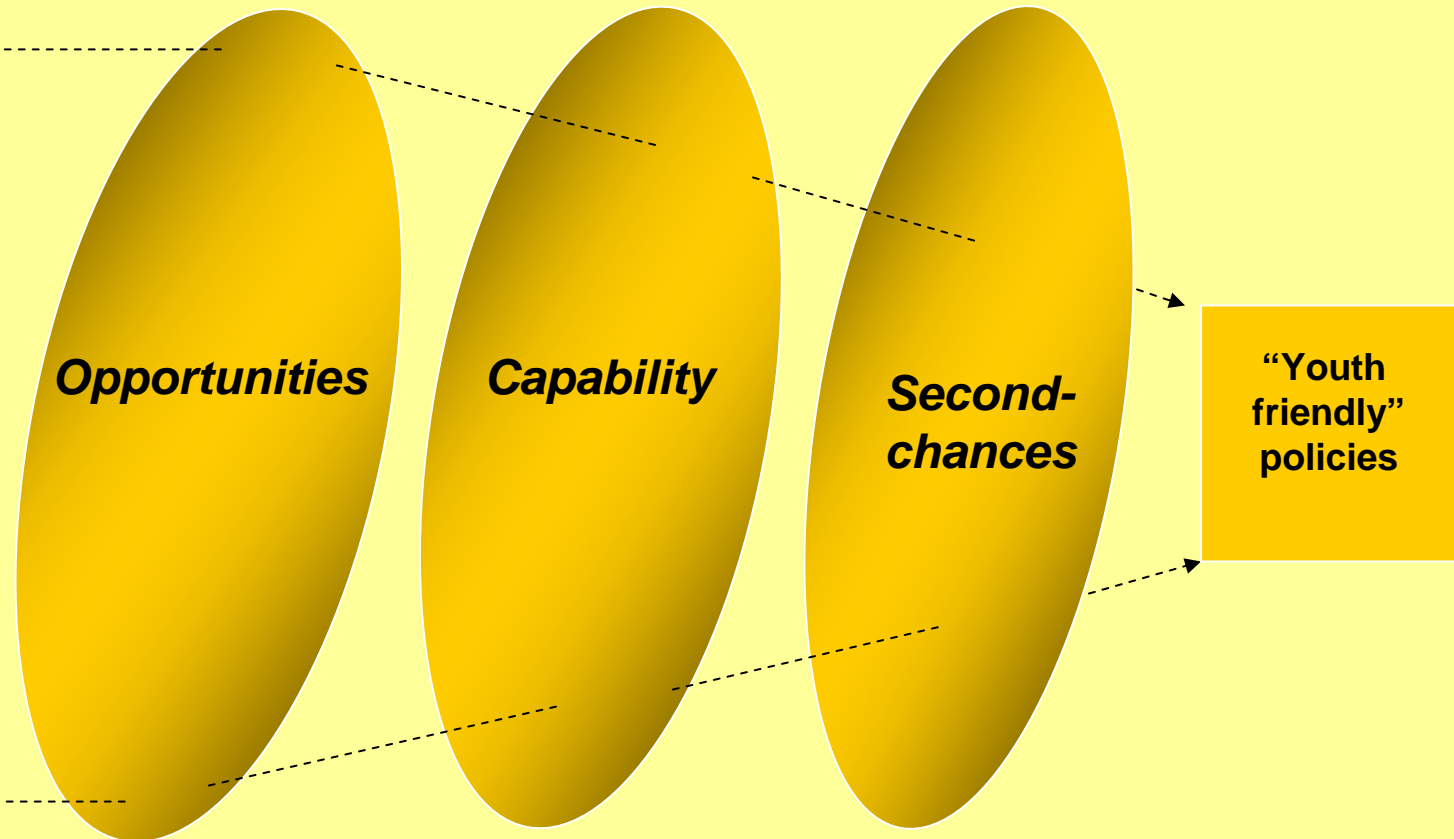 Opportunities
Capability
Second-
chances
“Youth
friendly”
policies